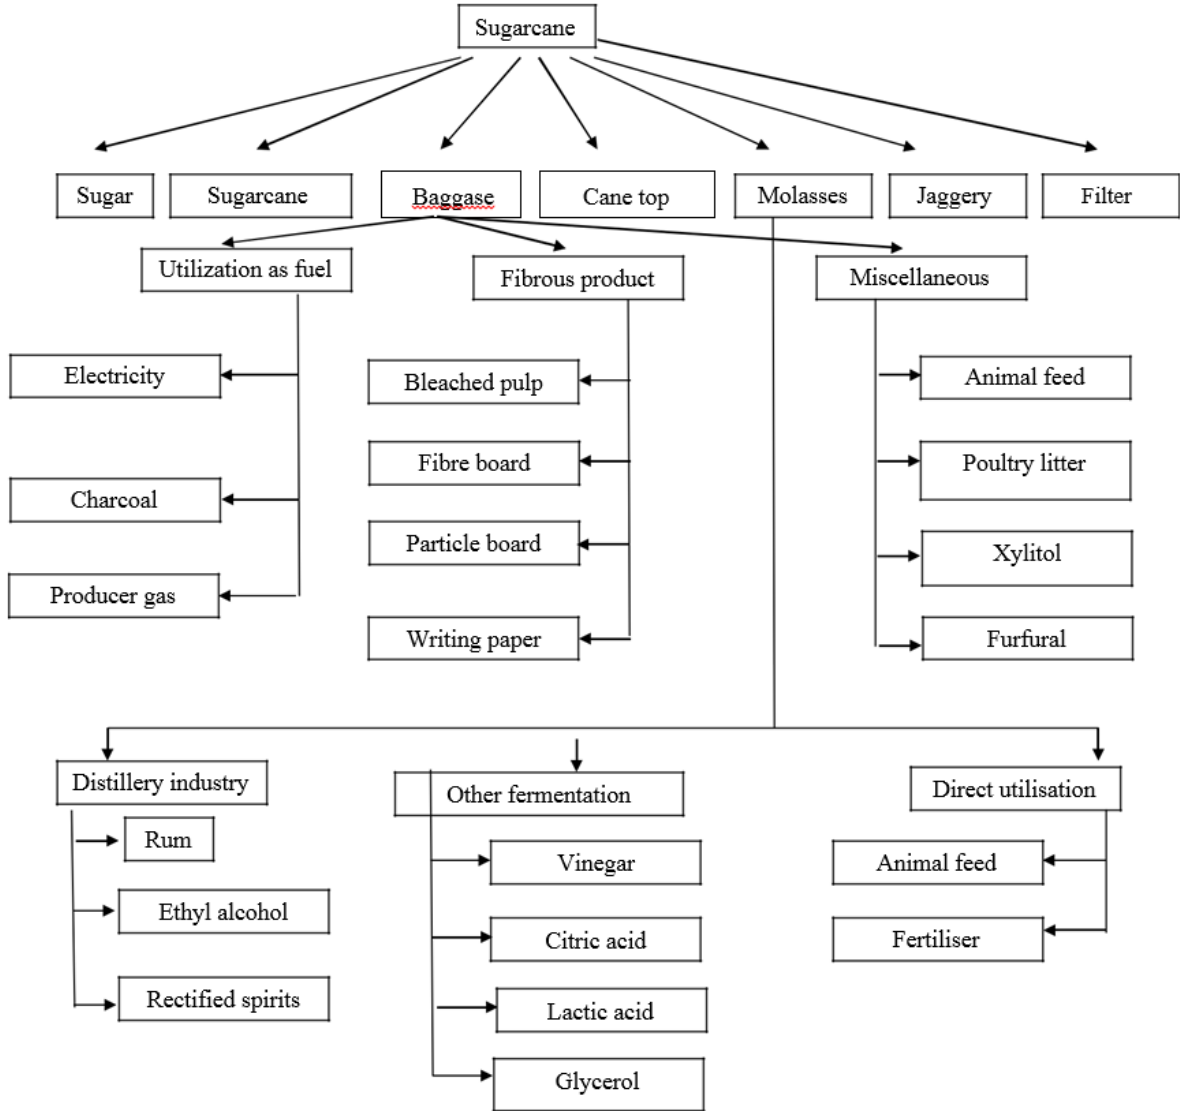 Sugarcane
Sugar
Sugarcane
Baggase
Cane top
Molasses
Jaggery
Filter
Utilization as fuel
Fibrous product
Miscellaneous
Electricity
Charcoal
Producer gas
Bleached pulp
Fibre board
Particle board
Writing paper
Animal feed
Poultry litter
Xylitol
Furfural
Distillery industry
Rum
Ethyl alcohol
Rectified spirits
Other fermentation
Vinegar
Citric acid
Lactic acid
Glycerol
Direct utilisation
Animal feed
Fertiliser